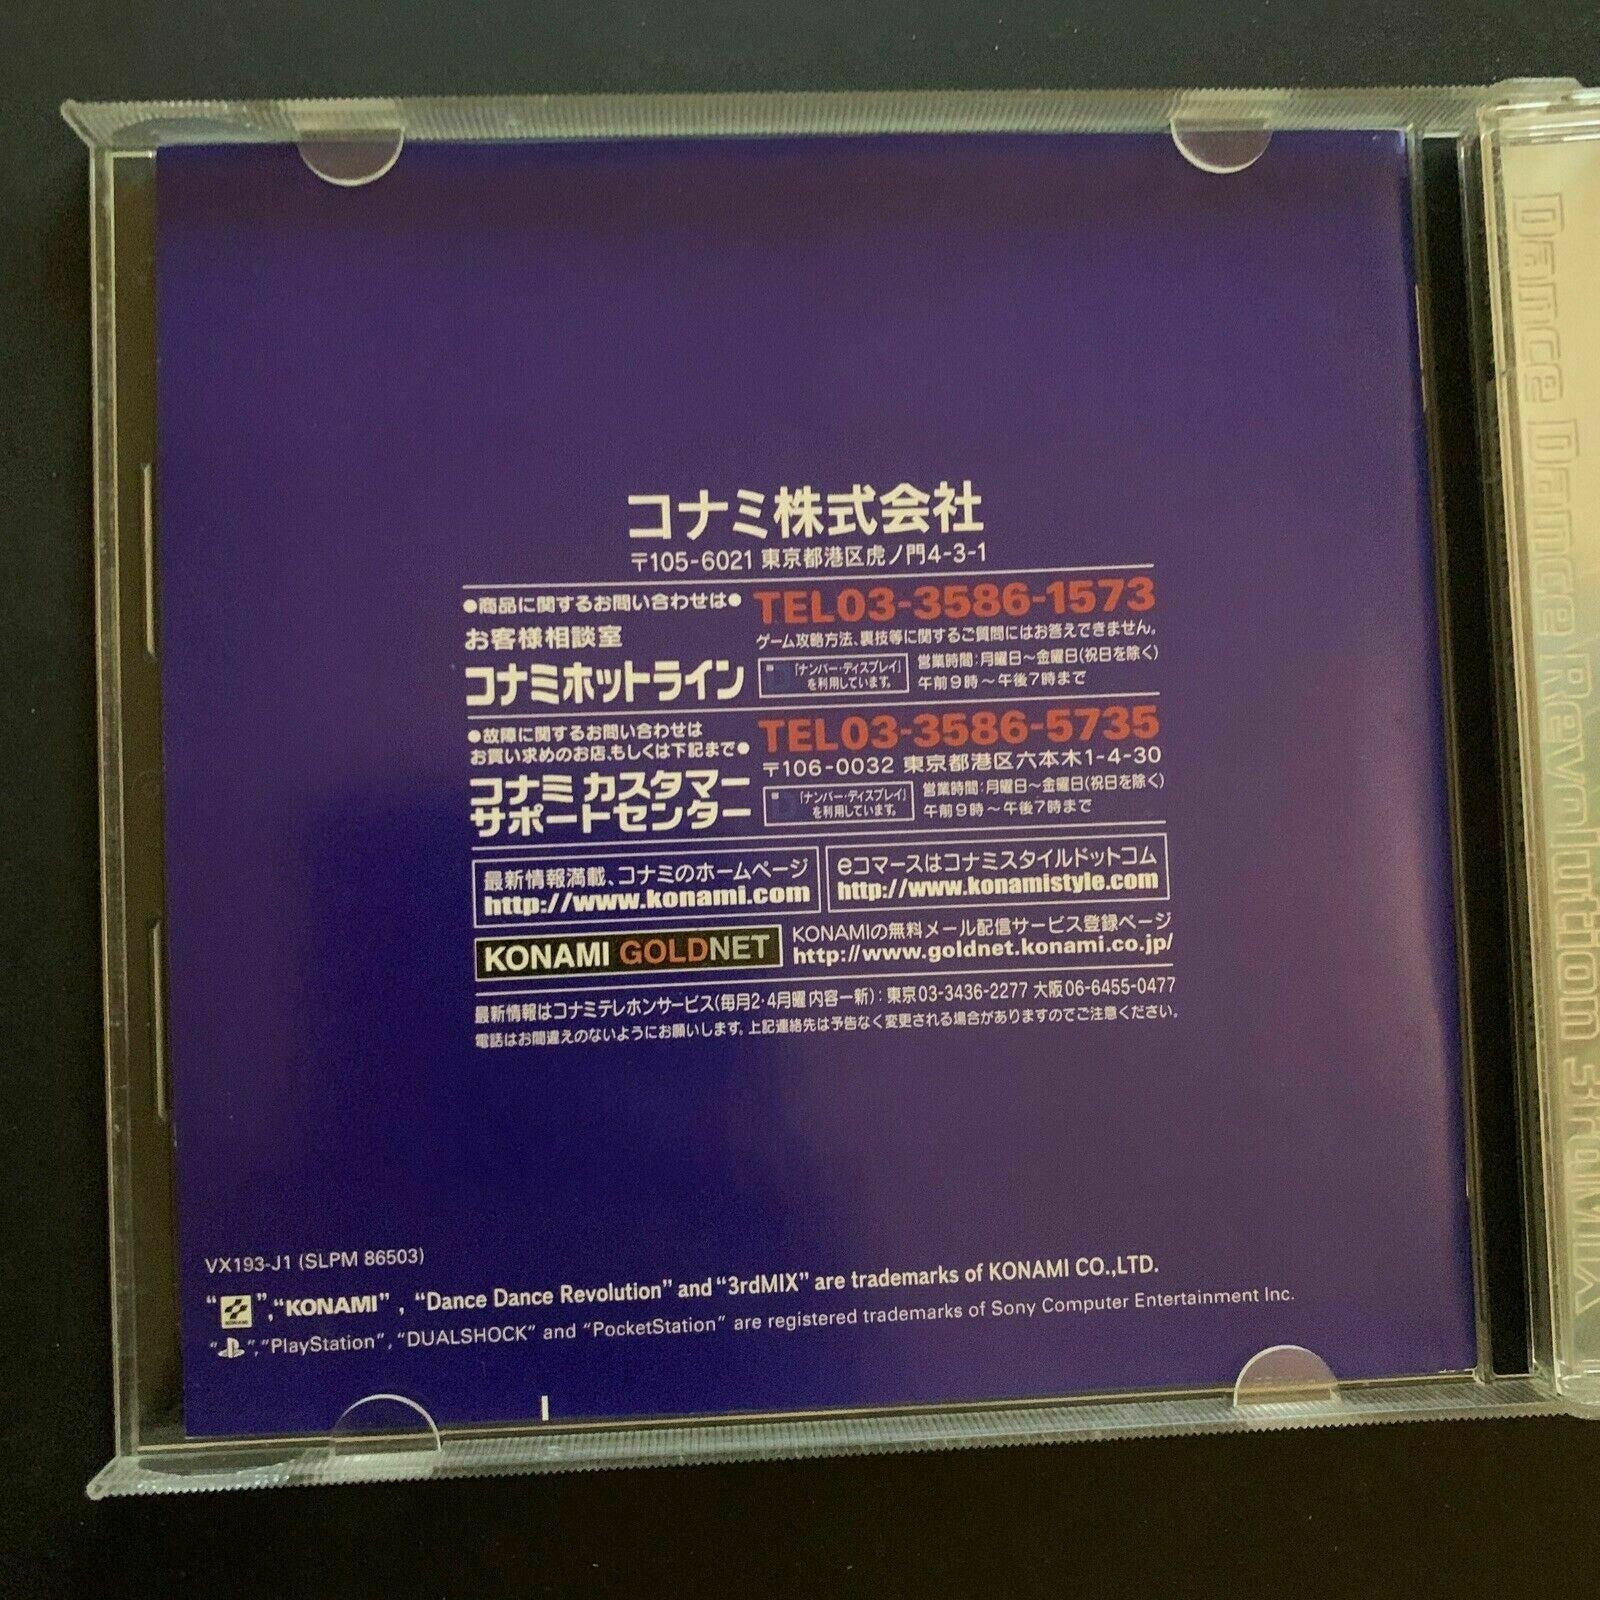 コナミ株式会社
〒105-6021 東京都港区虎ノ門4-3-1
●商品に関するお問い合わせは●
お客様相談室
コナミホットライン
TEL03-3586-1573
ゲーム攻略方法、裏技等に関するご質問にはお答えできません。
「ナンバー・ディスプレイ」
を利用しています。
営業時間:月曜日〜金曜日(祝日を除く)
午前9時〜午後7時まで
●故障に関するお問い合わせは
お買い求めのお店、もしくは下記まで●
コナミ カスタマー
サポートセンター
TEL03-3586-5735
〒106-0032 東京都港区六本木1-4-30
「ナンバー・ディスプレイ」
を利用しています。
営業時間:月曜日〜金曜日(祝日を除く)
午前9時〜午後7時まで
最新情報満載、コナミのホームページ
http://www.konami.com
eコマースはコナミスタイルドットコム
http://www.konamistyle.com
KONAMI GOLDNET
KONAMIの無料メール配信サービス登録ページ
http://www.goldnet.konami.co.jp/
最新情報はコナミテレホンサービス(毎月2・4月曜 内容一新):東京03-3436-2277 大阪06-6455-0477
電話はお間違えのないようにお願いします。上記連絡先は予告なく変更される場合がありますのでご注意ください。
VX193-J1 (SLPM 86503)
“KONAMI”,“KONAMI”, “Dance Dance Revolution” and “3rdMIX” are trademarks of KONAMI CO.,LTD.
“ ”,“PlayStation”, “DUALSHOCK” and “PocketStation” are registered trademarks of Sony Computer Entertainment Inc.
Dance Dance Revolution 3rdMIX